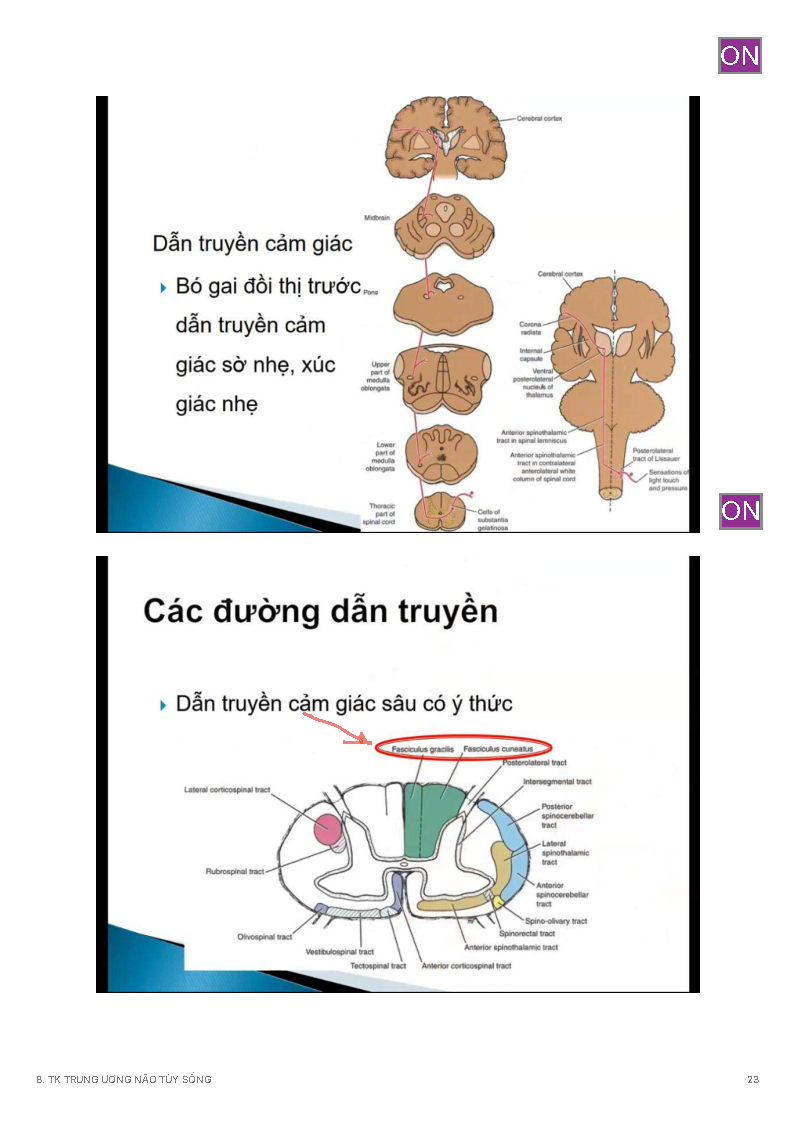 ON
Cerebral cortex
Midbrain
Dẫn truyền cảm giác
Bó gai đồi thị trước
dẫn truyền cảm
giác sờ nhẹ, xúc
giác nhẹ
Pons
Upper
part of
medulla
oblongata
Lower
part of
medulla
oblongata
Thoracic
part of
spinal cord
Cells of
substantia
gelatinosa
Cerebral cortex
Corona
radiata
Internal
capsule
Ventral
posterolateral
nucleus of
thalamus
Anterior spinothalamic
tract in spinal lemniscus
Anterior spinothalamic
tract in contralateral
anterolateral white
column of spinal cord
Posterolateral
tract of Lissauer
Sensations of
light touch
and pressure
ON
Các đường dẫn truyền
Dẫn truyền cảm giác sâu có ý thức
Fasciculus gracilis Fasciculus cuneatus
Posterolateral tract
Intersegmental tract
Lateral corticospinal tract
Posterior
spinocerebellar
tract
Lateral
spinothalamic
tract
Rubrospinal tract
Anterior
spinocerebellar
tract
Spino-olivary tract
Olivospinal tract
Spinorectal tract
Vestibulospinal tract
Anterior spinothalamic tract
Tectospinal tract
Anterior corticospinal tract
B. TK TRUNG ƯƠNG NÃO TỦY SỐNG
23